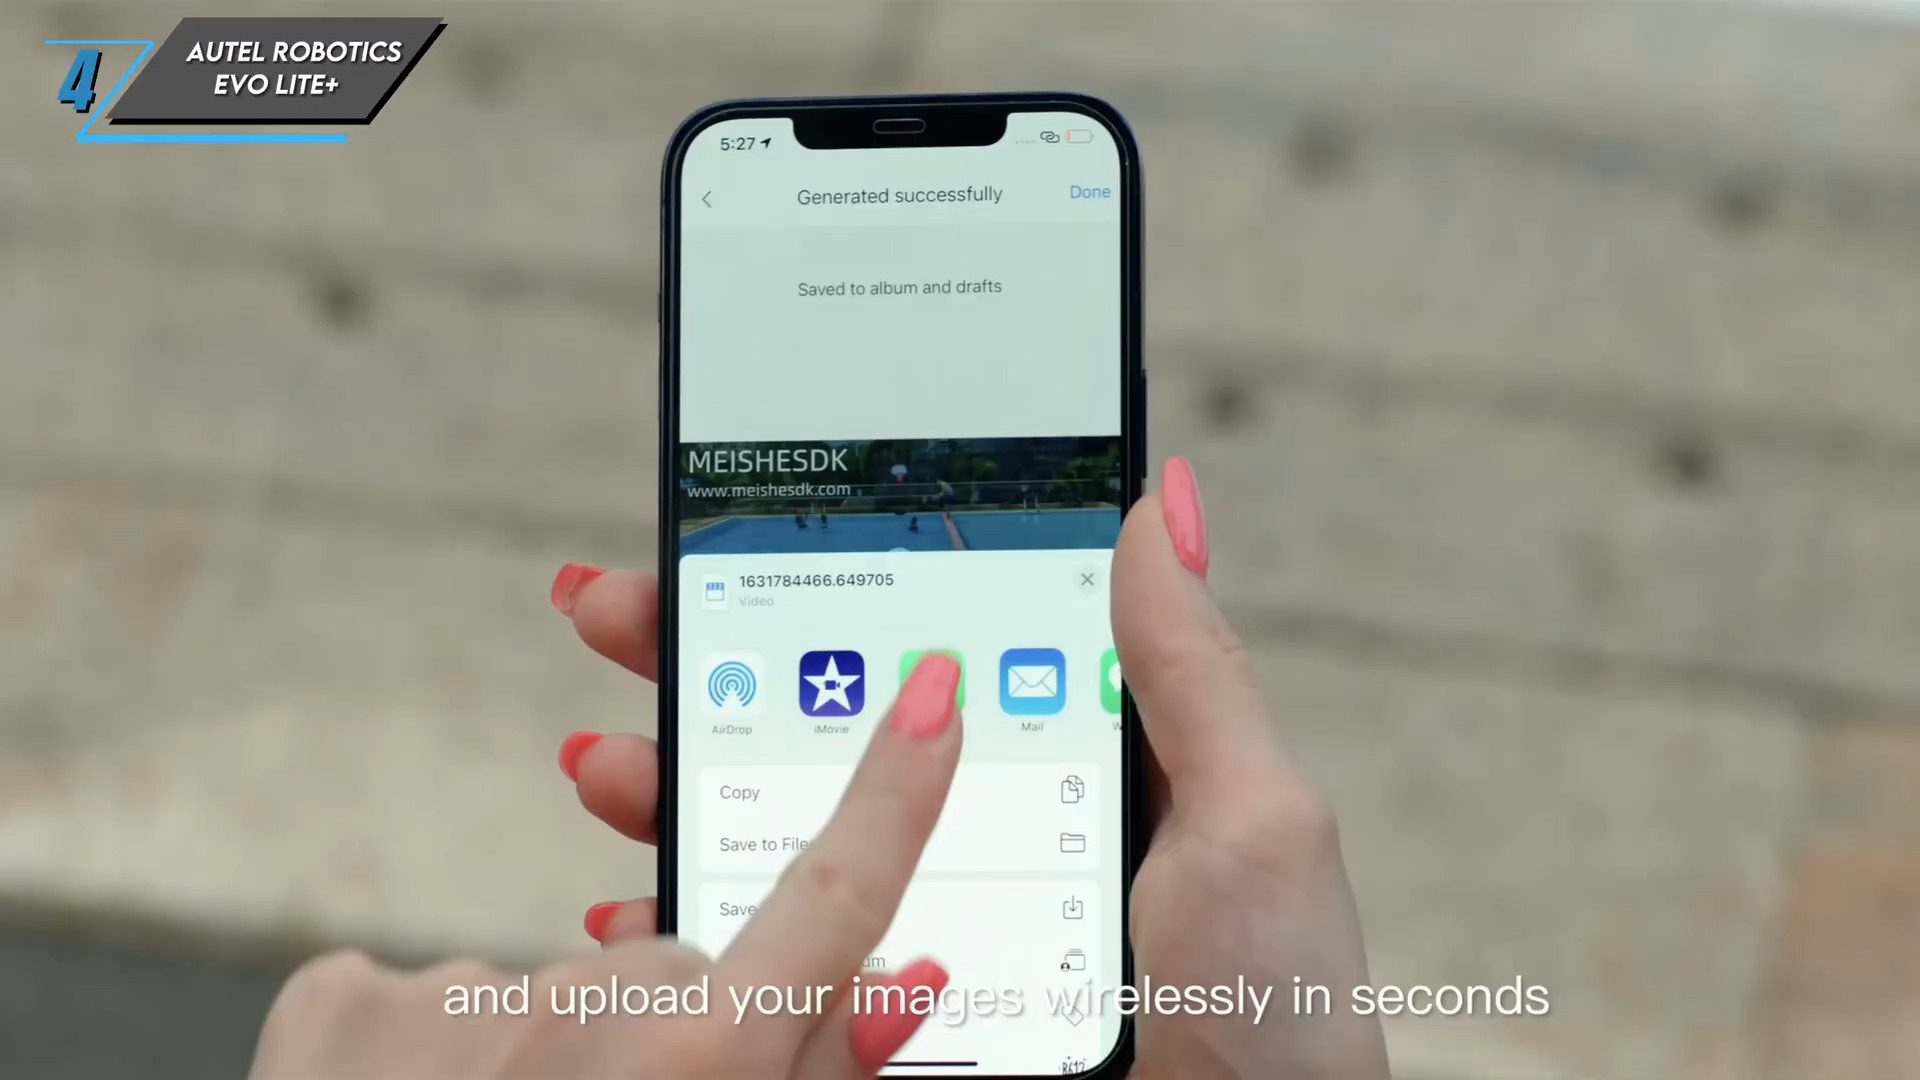 4
AUTEL ROBOTICS
EVO LITE+
5:27
Generated successfully
Done
Saved to album and drafts
MEISHESDK
www.meishesdk.com
1631784466.649705
Video
AirDrop
iMovie
Mail
Copy
Save to File
Save
and upload your images wirelessly in seconds